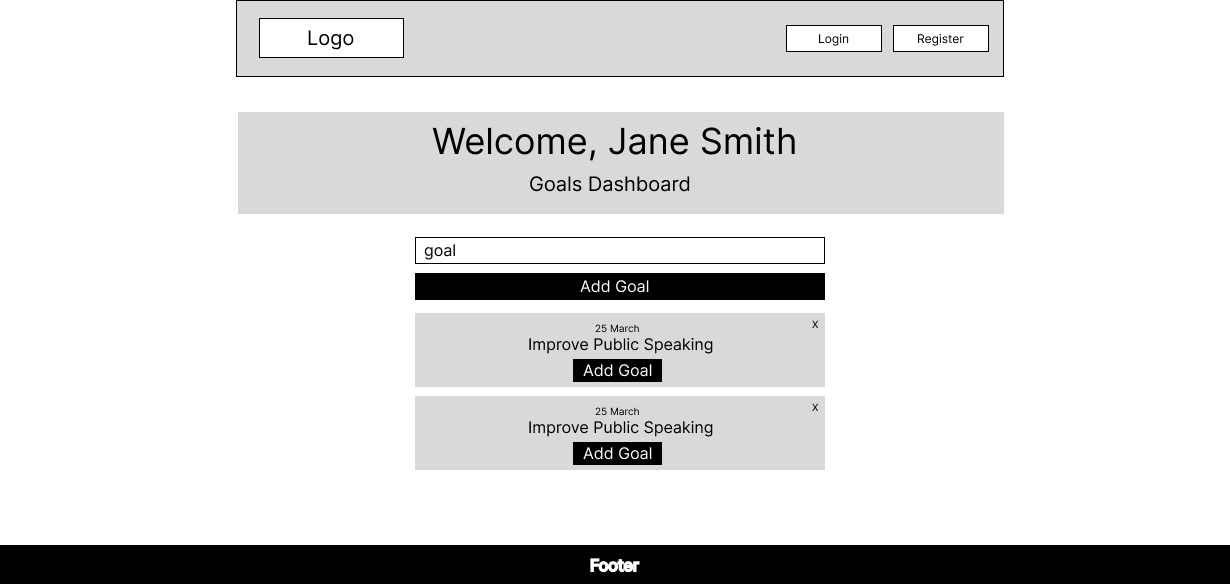 Logo
Login
Register
Welcome, Jane Smith
Goals Dashboard
goal
Add Goal
X
25 March
Improve Public Speaking
Add Goal
X
25 March
Improve Public Speaking
Add Goal
Footer